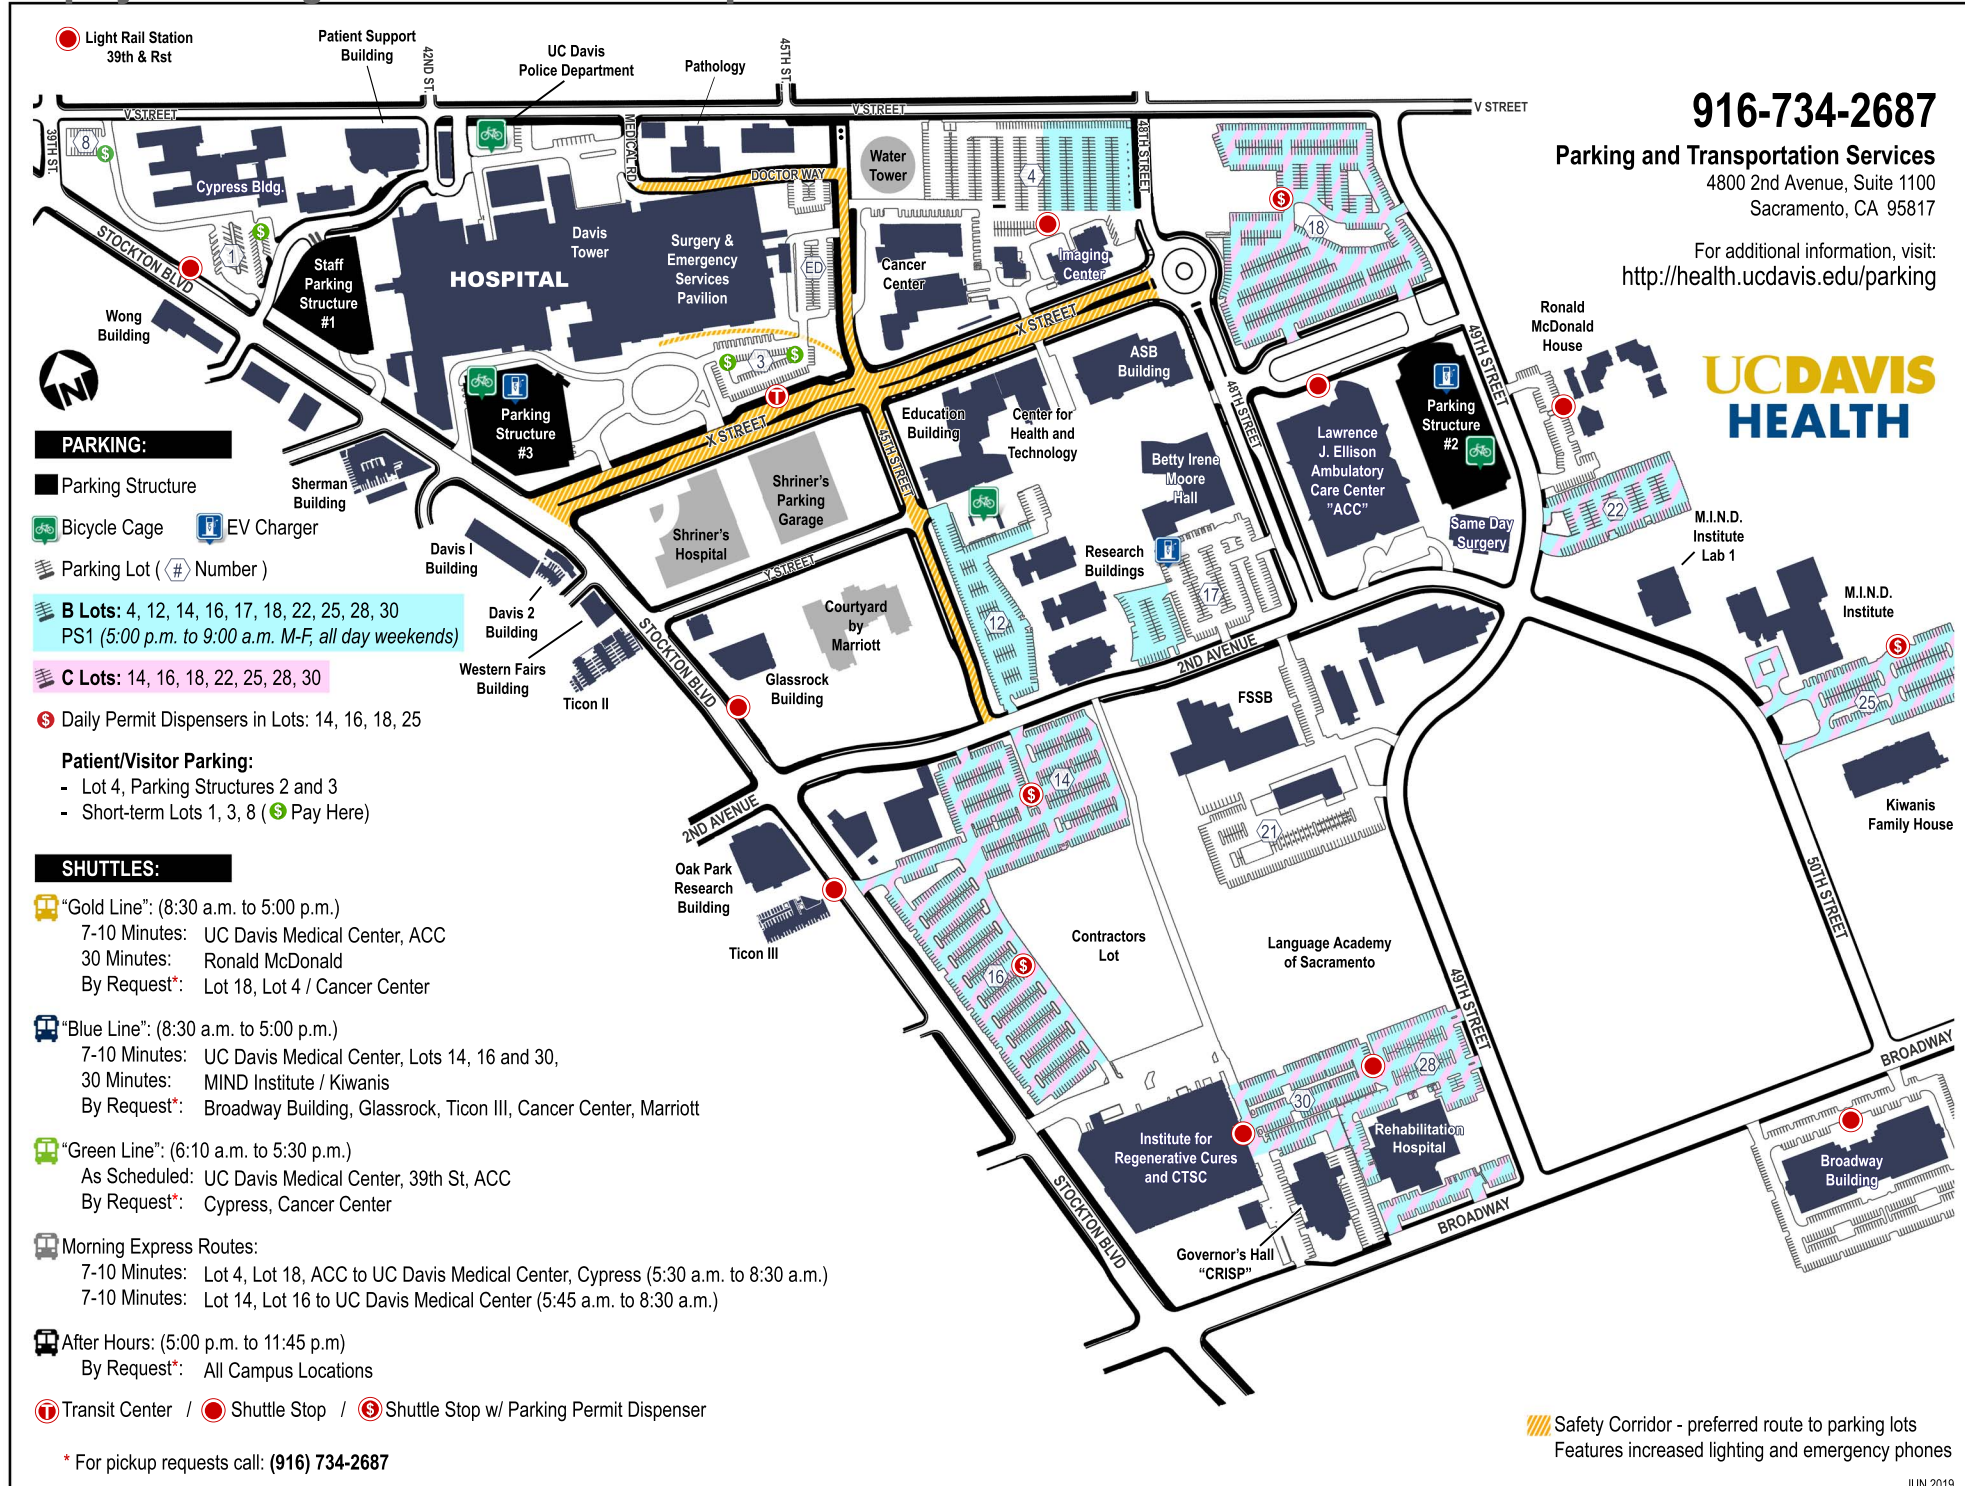 Light Rail Station
39th & Rst
Patient Support
Building
42ND ST.
UC Davis
Police Department
Pathology
45TH ST.
V STREET
V STREET
V STREET
39TH ST.
8
Cypress Bldg.
MEDICAL RD
DOCTOR WAY
Water
Tower
4
48TH STREET
18
916-734-2687
Parking and Transportation Services
4800 2nd Avenue, Suite 1100
Sacramento, CA 95817
For additional information, visit:
http://health.ucdavis.edu/parking
UCDAVIS
HEALTH
STOCKTON BLVD
1
Staff
Parking
Structure
#1
HOSPITAL
Davis
Tower
Surgery &
Emergency
Services
Pavilion
ED
Cancer
Center
Imaging
Center
X STREET
Wong
Building
3
ASB
Building
49TH STREET
Ronald
McDonald
House
N
Parking
Structure
#3
T
X STREET
45TH STREET
Education
Building
Center for
Health and
Technology
48TH STREET
Betty Irene
Moore
Hall
Lawrence
J. Ellison
Ambulatory
Care Center
"ACC"
Parking
Structure
#2
Same Day
Surgery
22
M.I.N.D.
Institute
Lab 1
M.I.N.D.
Institute
25
Kiwanis
Family House
Sherman
Building
Shriner's
Hospital
Shriner's
Parking
Garage
Y STREET
Davis I
Building
Davis 2
Building
Western Fairs
Building
Ticon II
STOCKTON BLVD
Courtyard
by
Marriott
Glassrock
Building
12
Research
Buildings
17
2ND AVENUE
FSSB
21
14
2ND AVENUE
Oak Park
Research
Building
Ticon III
16
Contractors
Lot
Language Academy
of Sacramento
49TH STREET
50TH STREET
BROADWAY
28
30
Rehabilitation
Hospital
Institute for
Regenerative Cures
and CTSC
Governor's Hall
"CRISP"
STOCKTON BLVD
BROADWAY
Broadway
Building
PARKING:
Parking Structure
Bicycle Cage EV Charger
Parking Lot ( # Number )
B Lots: 4, 12, 14, 16, 17, 18, 22, 25, 28, 30
PS1 (5:00 p.m. to 9:00 a.m. M-F, all day weekends)
C Lots: 14, 16, 18, 22, 25, 28, 30
$ Daily Permit Dispensers in Lots: 14, 16, 18, 25
Patient/Visitor Parking:
- Lot 4, Parking Structures 2 and 3
- Short-term Lots 1, 3, 8 ( $ Pay Here)
SHUTTLES:
"Gold Line": (8:30 a.m. to 5:00 p.m.)
7-10 Minutes: UC Davis Medical Center, ACC
30 Minutes: Ronald McDonald
By Request*: Lot 18, Lot 4 / Cancer Center
"Blue Line": (8:30 a.m. to 5:00 p.m.)
7-10 Minutes: UC Davis Medical Center, Lots 14, 16 and 30,
30 Minutes: MIND Institute / Kiwanis
By Request*: Broadway Building, Glassrock, Ticon III, Cancer Center, Marriott
"Green Line": (6:10 a.m. to 5:30 p.m.)
As Scheduled: UC Davis Medical Center, 39th St, ACC
By Request*: Cypress, Cancer Center
Morning Express Routes:
7-10 Minutes: Lot 4, Lot 18, ACC to UC Davis Medical Center, Cypress (5:30 a.m. to 8:30 a.m.)
7-10 Minutes: Lot 14, Lot 16 to UC Davis Medical Center (5:45 a.m. to 8:30 a.m.)
After Hours: (5:00 p.m. to 11:45 p.m)
By Request*: All Campus Locations
T Transit Center / Shuttle Stop / $ Shuttle Stop w/ Parking Permit Dispenser
* For pickup requests call: (916) 734-2687
Safety Corridor - preferred route to parking lots
Features increased lighting and emergency phones
JUN 2019